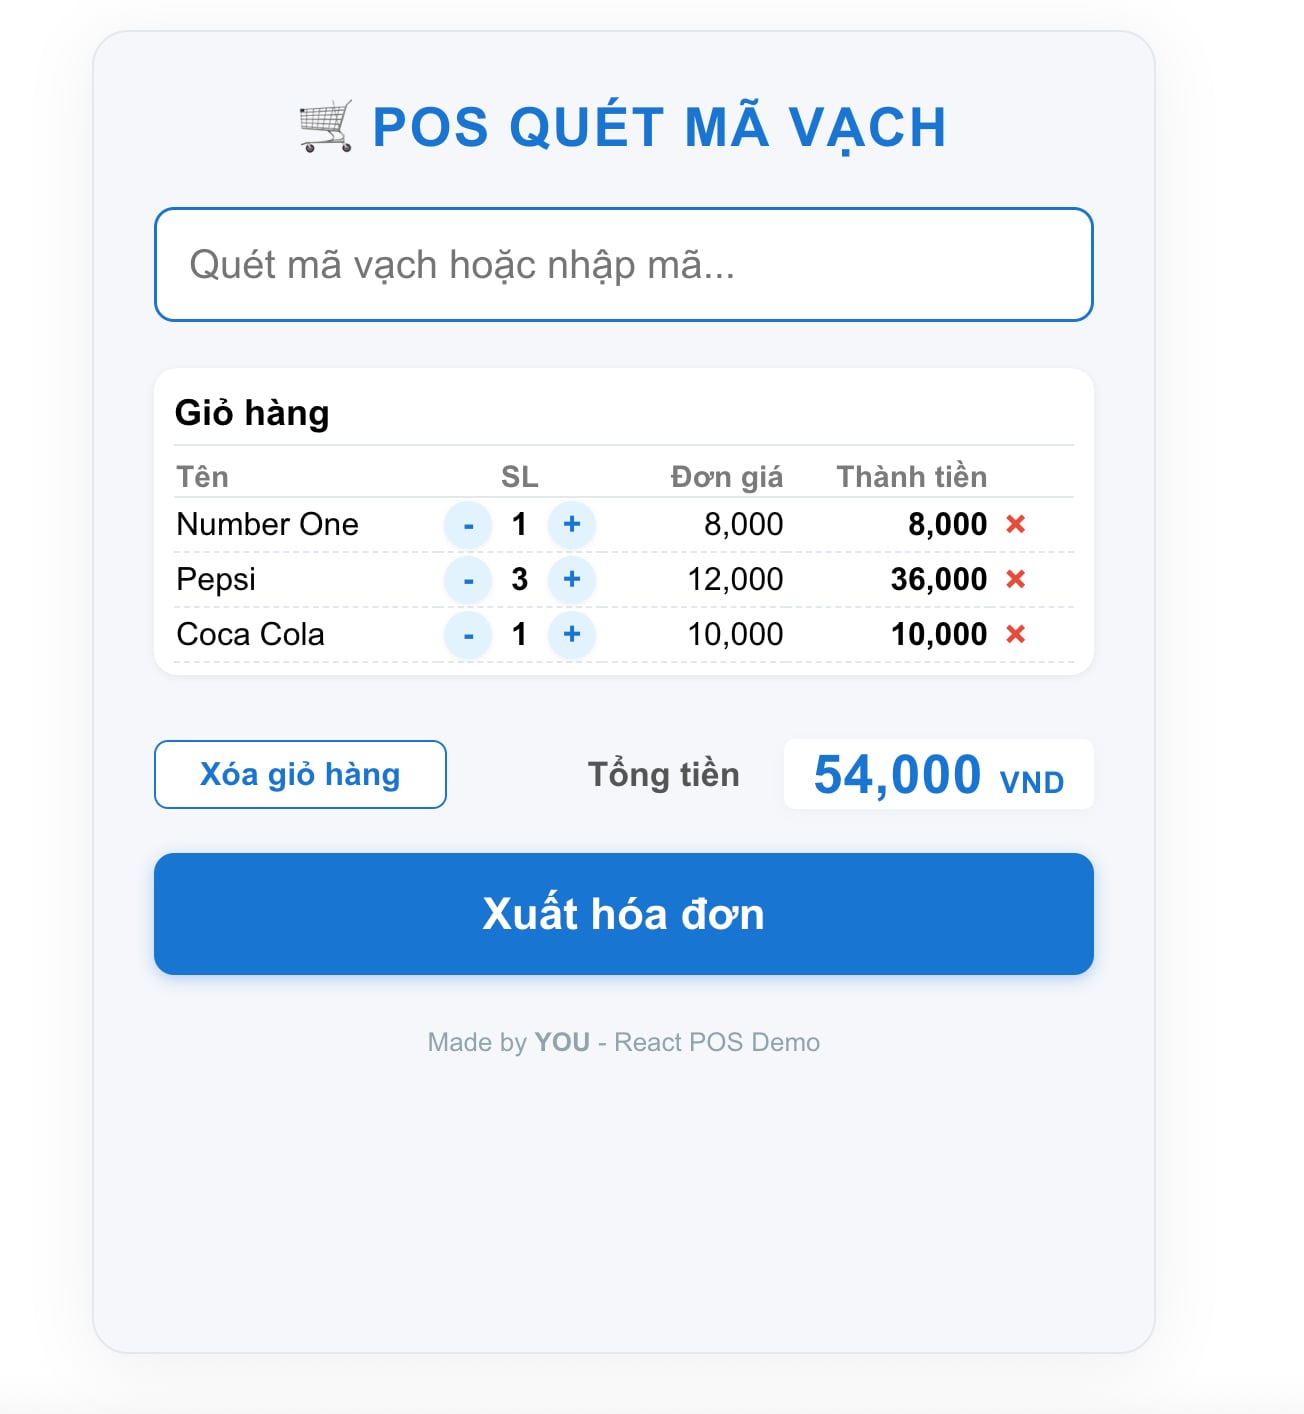 POS QUÉT MÃ VẠCH
Quét mã vạch hoặc nhập mã...
Giỏ hàng
Tên SL Đơn giá Thành tiền
Number One - 1 + 8,000 8,000 ×
Pepsi - 3 + 12,000 36,000 ×
Coca Cola - 1 + 10,000 10,000 ×
Xóa giỏ hàng Tổng tiền 54,000 VND
Xuất hóa đơn
Made by YOU - React POS Demo